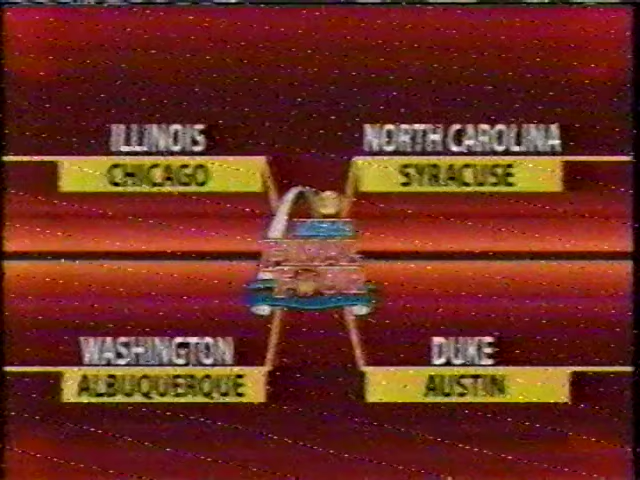 ILLINOIS
CHICAGO
NORTH CAROLINA
SYRACUSE
WASHINGTON
ALBUQUERQUE
DUKE
AUSTIN